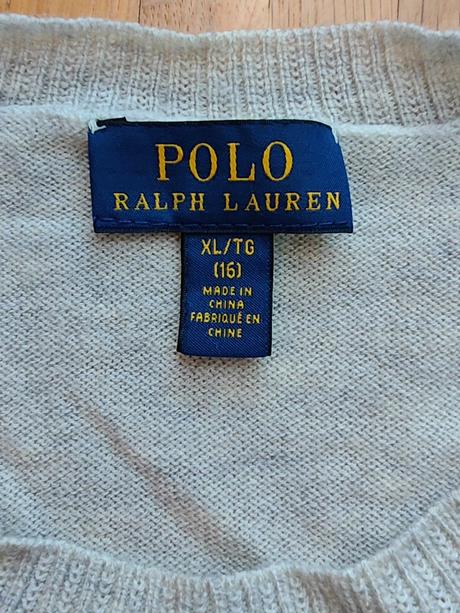 POLO
RALPH LAUREN
XL/TG
(16)
MADE IN
CHINA
FABRIQUÉ EN
CHINE